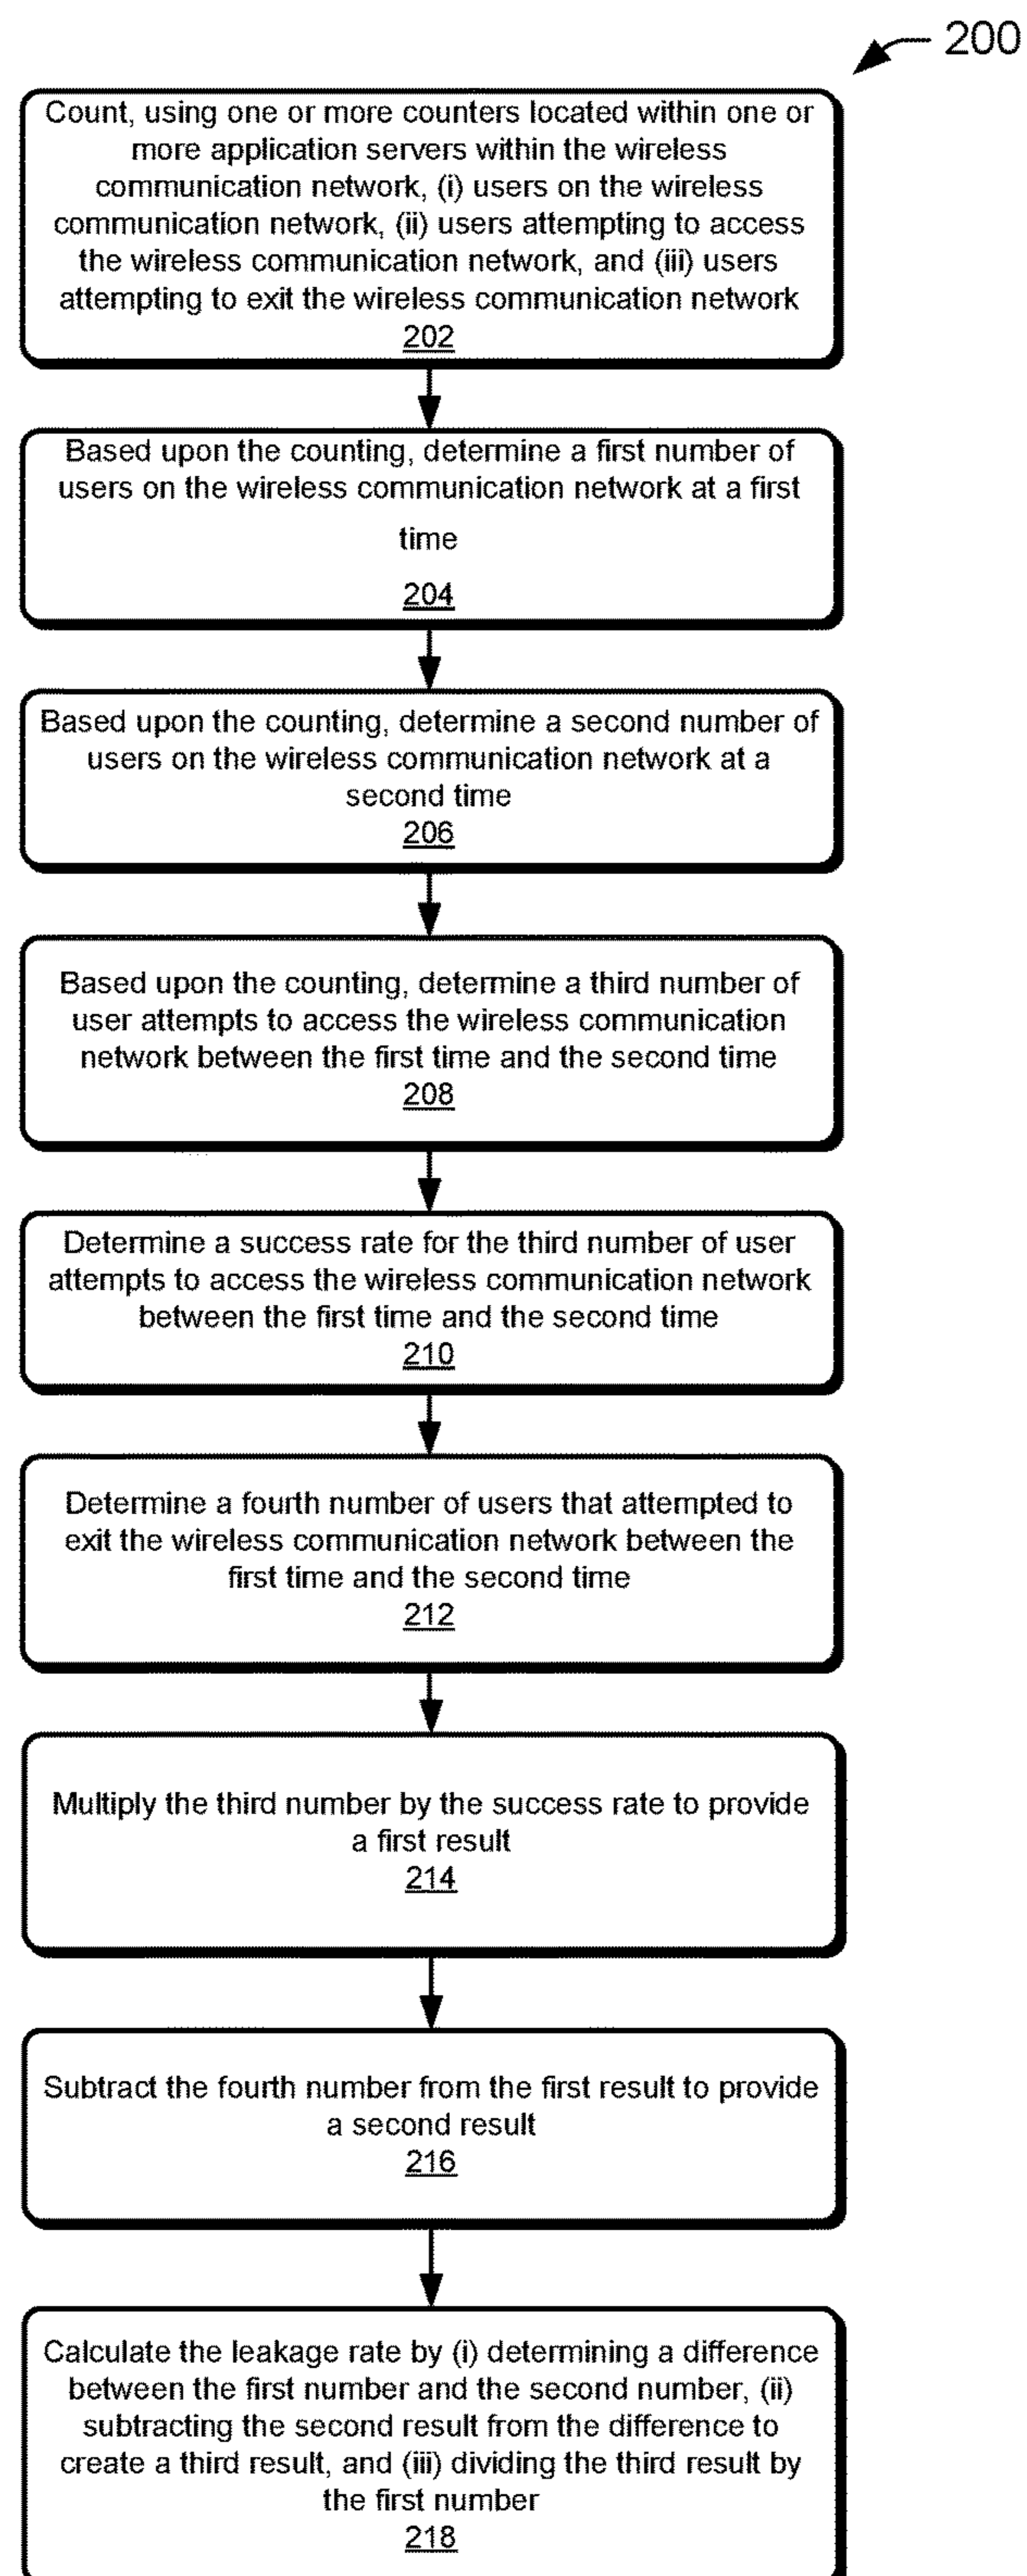 200
Count, using one or more counters located within one or
more application servers within the wireless
communication network, (i) users on the wireless
communication network, (ii) users attempting to access
the wireless communication network, and (iii) users
attempting to exit the wireless communication network
202
Based upon the counting, determine a first number of
users on the wireless communication network at a first
time
204
Based upon the counting, determine a second number of
users on the wireless communication network at a
second time
206
Based upon the counting, determine a third number of
user attempts to access the wireless communication
network between the first time and the second time
208
Determine a success rate for the third number of user
attempts to access the wireless communication network
between the first time and the second time
210
Determine a fourth number of users that attempted to
exit the wireless communication network between the
first time and the second time
212
Multiply the third number by the success rate to provide
a first result
214
Subtract the fourth number from the first result to provide
a second result
216
Calculate the leakage rate by (i) determining a difference
between the first number and the second number, (ii)
subtracting the second result from the difference to
create a third result, and (iii) dividing the third result by
the first number
218